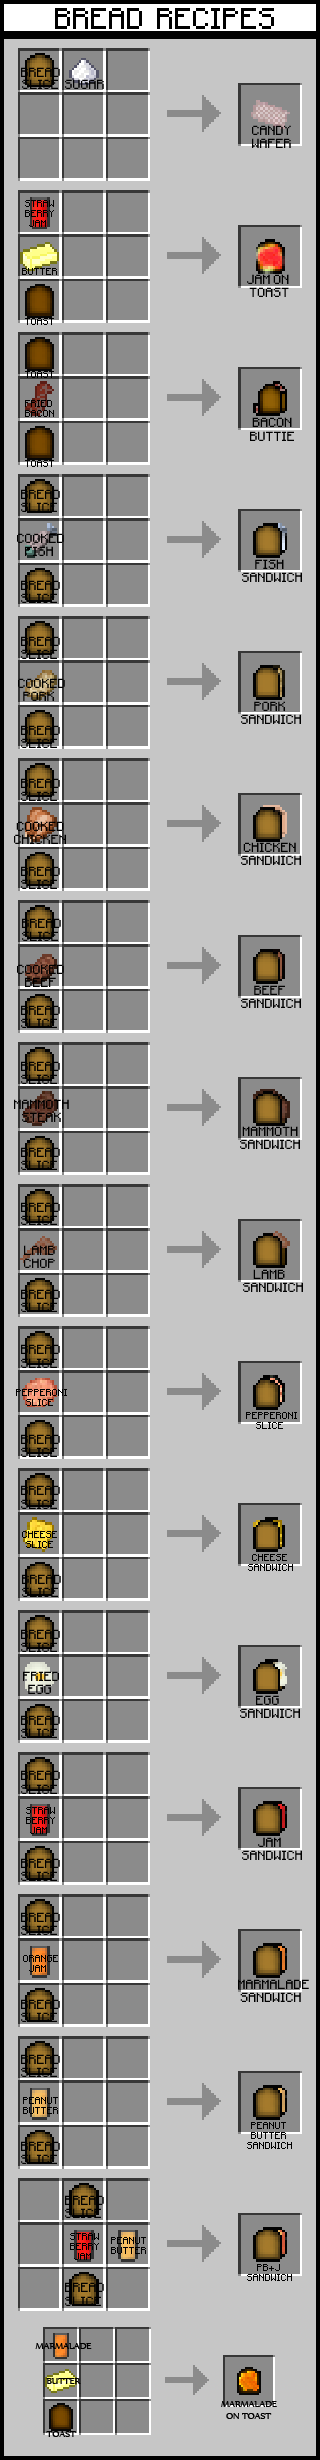 BREAD RECIPES
BREAD
SLICE
SUGAR
CANDY
WAFER
STRAW
BERRY
JAM
BUTTER
TOAST
JAM ON
TOAST
TOAST
FRIED
BACON
TOAST
BACON
BUTTIE
BREAD
SLICE
COOKED
FISH
BREAD
SLICE
FISH
SANDWICH
BREAD
SLICE
COOKED
PORK
BREAD
SLICE
PORK
SANDWICH
BREAD
SLICE
COOKED
CHICKEN
BREAD
SLICE
CHICKEN
SANDWICH
BREAD
SLICE
COOKED
BEEF
BREAD
SLICE
BEEF
SANDWICH
BREAD
SLICE
MAMMOTH
STEAK
BREAD
SLICE
MAMMOTH
SANDWICH
BREAD
SLICE
LAMB
CHOP
BREAD
SLICE
LAMB
SANDWICH
BREAD
SLICE
PEPPERONI
SLICE
BREAD
SLICE
PEPPERONI
SLICE
BREAD
SLICE
CHEESE
SLICE
BREAD
SLICE
CHEESE
SANDWICH
BREAD
SLICE
FRIED
EGG
BREAD
SLICE
EGG
SANDWICH
BREAD
SLICE
STRAW
BERRY
JAM
BREAD
SLICE
JAM
SANDWICH
BREAD
SLICE
ORANGE
JAM
BREAD
SLICE
MARMALADE
SANDWICH
BREAD
SLICE
PEANUT
BUTTER
BREAD
SLICE
PEANUT
BUTTER
SANDWICH
BREAD
SLICE
STRAW
BERRY
JAM
PEANUT
BUTTER
BREAD
SLICE
PB+J
SANDWICH
MARMALADE
BUTTER
TOAST
MARMALADE
ON TOAST